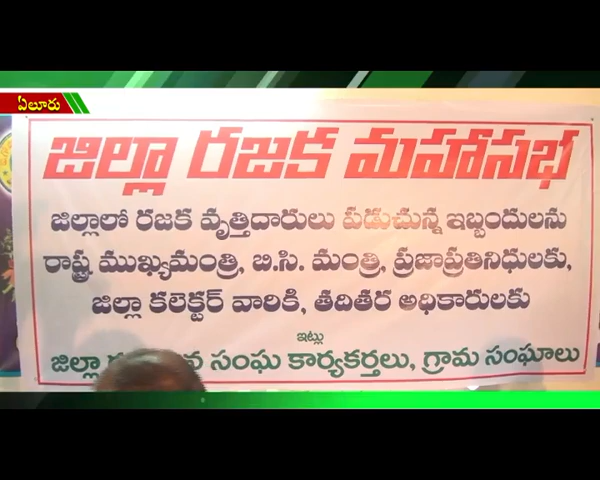 ఏలూరు
జిల్లా రజక మహాసభ
జిల్లాలో రజక వృత్తిదారులు పడుచున్న ఇబ్బందులను
రాష్ట్ర ముఖ్యమంత్రి, బి.సి. మంత్రి, ప్రజాప్రతినిధులకు,
జిల్లా కలెక్టర్ వారికి, తదితర అధికారులకు
ఇట్లు
జిల్లా సంఘ కార్యకర్తలు, గ్రామ సంఘాలు